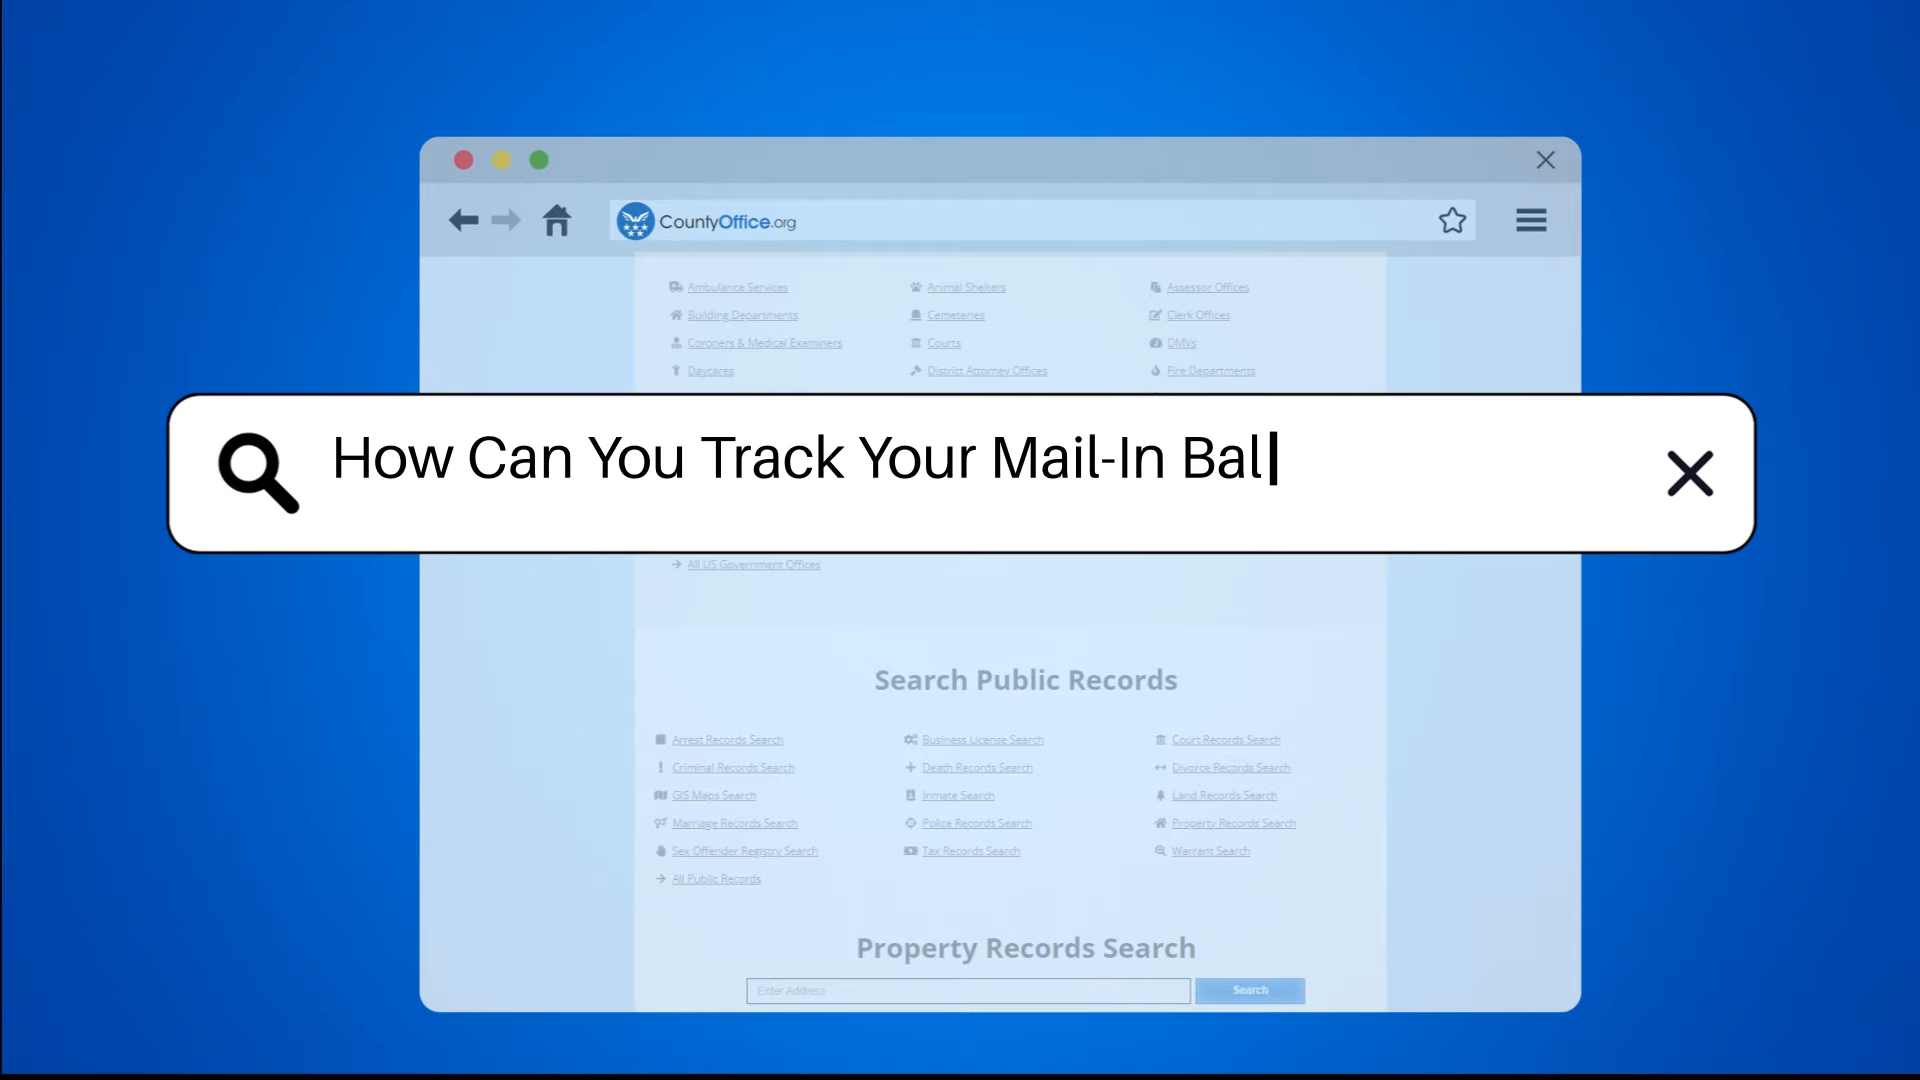 CountyOffice.org
Ambulance Services Animal Shelters Assessor Offices
Building Departments Cemeteries Clerk Offices
Coroners & Medical Examiners Courts DMVs
Daycares District Attorney Offices Fire Departments
How Can You Track Your Mail-In Bal
All US Government Offices
Search Public Records
Arrest Records Search Business License Search Court Records Search
Criminal Records Search Death Records Search Divorce Records Search
GIS Maps Search Inmate Search Land Records Search
Marriage Records Search Police Records Search Property Records Search
Sex Offender Registry Search Tax Records Search Warrant Search
All Public Records
Property Records Search
Enter Address Search